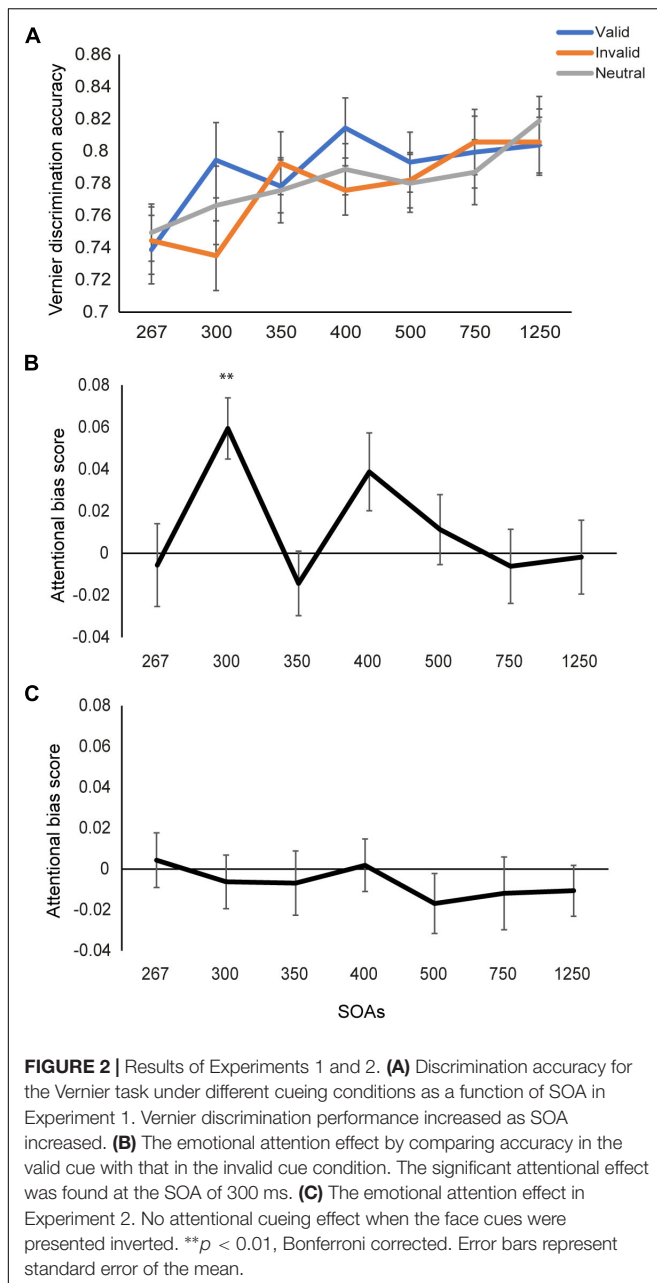 A
Valid
Invalid
Neutral
Vernier discrimination accuracy
0.86
0.84
0.82
0.8
0.78
0.76
0.74
0.72
0.7
267 300 350 400 500 750 1250
B
Attentional bias score
0.08
0.06
0.04
0.02
0
-0.02
-0.04
**
267 300 350 400 500 750 1250
C
Attentional bias score
0.08
0.06
0.04
0.02
0
-0.02
-0.04
267 300 350 400 500 750 1250
SOAs
FIGURE 2 | Results of Experiments 1 and 2. (A) Discrimination accuracy for
the Vernier task under different cueing conditions as a function of SOA in
Experiment 1. Vernier discrimination performance increased as SOA
increased. (B) The emotional attention effect by comparing accuracy in the
valid cue with that in the invalid cue condition. The significant attentional effect
was found at the SOA of 300 ms. (C) The emotional attention effect in
Experiment 2. No attentional cueing effect when the face cues were
presented inverted. **p < 0.01, Bonferroni corrected. Error bars represent
standard error of the mean.